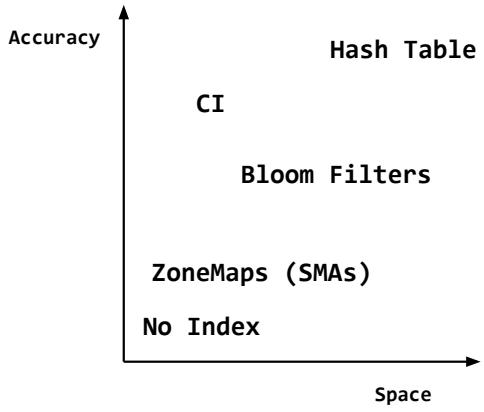 Accuracy
Hash Table
CI
Bloom Filters
ZoneMaps (SMAs)
No Index
Space